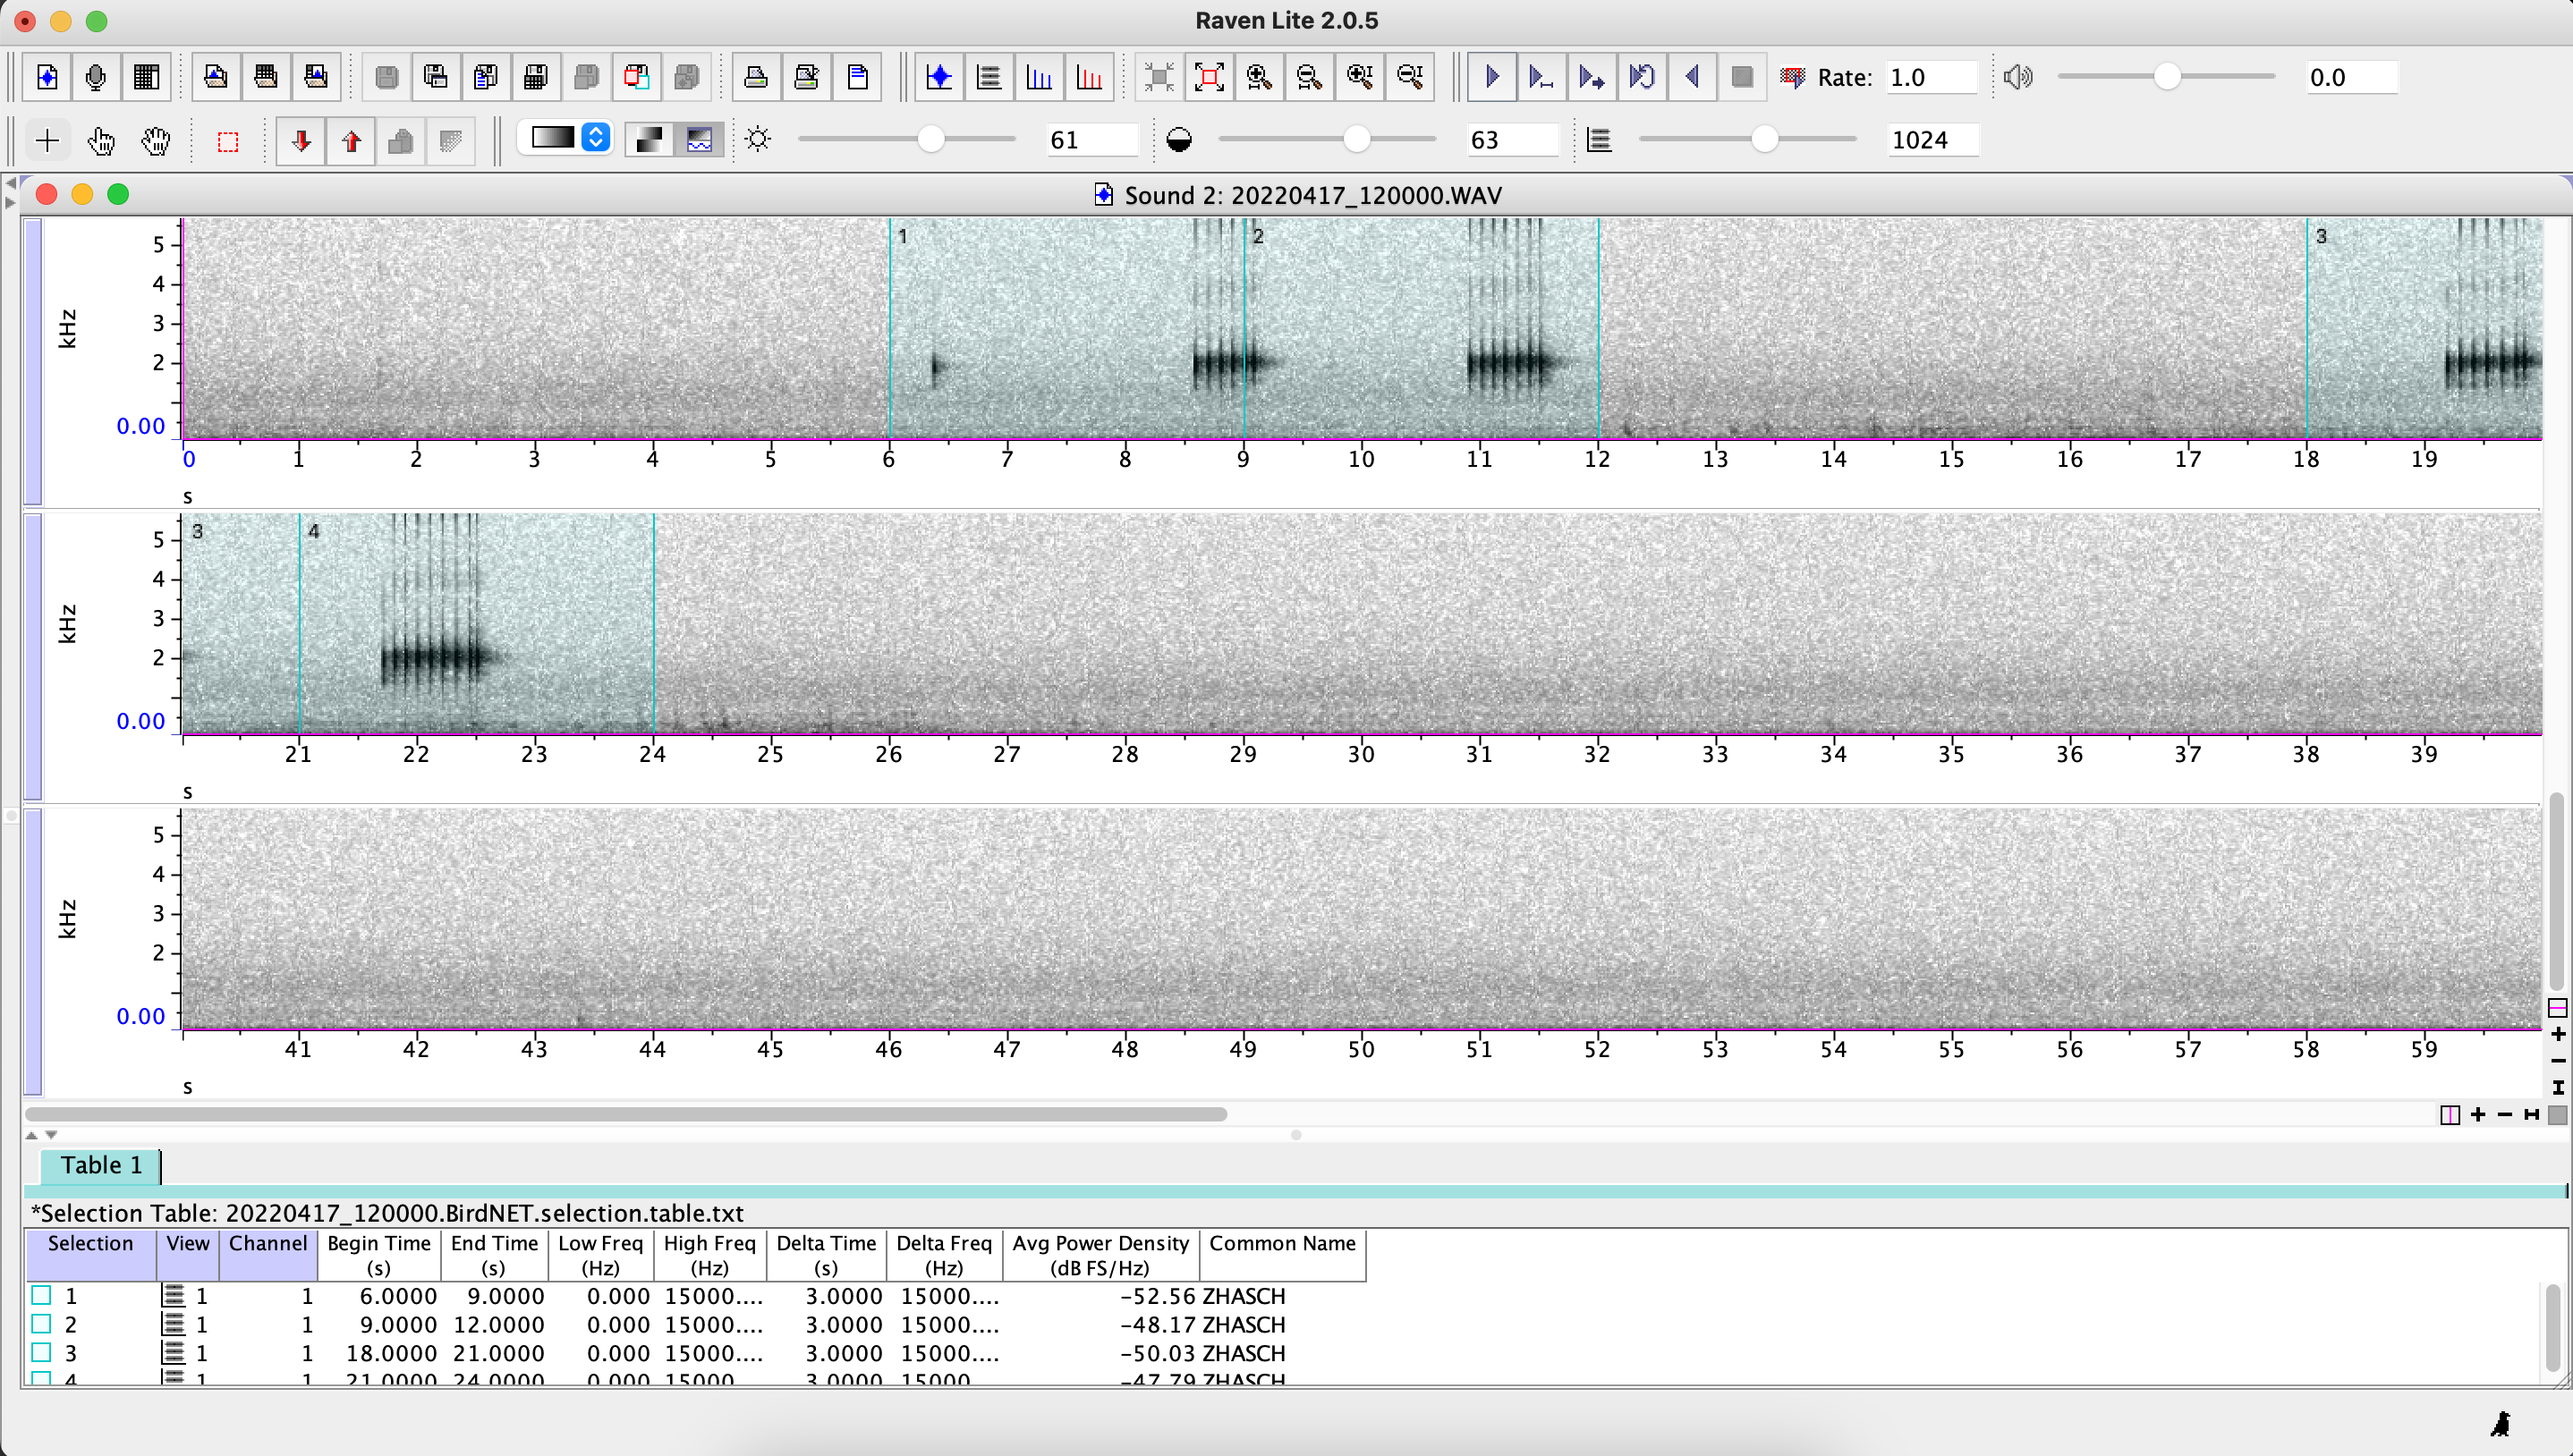 Raven Lite 2.0.5
Rate: 1.0 0.0
61 63 1024
Sound 2: 20220417_120000.WAV
1 2 3
5
4
kHz 3
2
0.00
0 1 2 3 4 5 6 7 8 9 10 11 12 13 14 15 16 17 18 19
s
3 4
5
4
kHz 3
2
0.00
21 22 23 24 25 26 27 28 29 30 31 32 33 34 35 36 37 38 39
s
5
4
kHz 3
2
0.00
41 42 43 44 45 46 47 48 49 50 51 52 53 54 55 56 57 58 59
s
Table 1
*Selection Table: 20220417_120000.BirdNET.selection.table.txt
Selection View Channel Begin Time End Time Low Freq High Freq Delta Time Delta Freq Avg Power Density Common Name
(s) (s) (Hz) (Hz) (s) (Hz) (dB FS/Hz)
1 1 1 6.0000 9.0000 0.000 15000.... 3.0000 15000.... -52.56 ZHASCH
2 1 1 9.0000 12.0000 0.000 15000.... 3.0000 15000.... -48.17 ZHASCH
3 1 1 18.0000 21.0000 0.000 15000.... 3.0000 15000.... -50.03 ZHASCH
4 1 1 21.0000 24.0000 0.000 15000 3.0000 15000 -47.79 ZHASCH